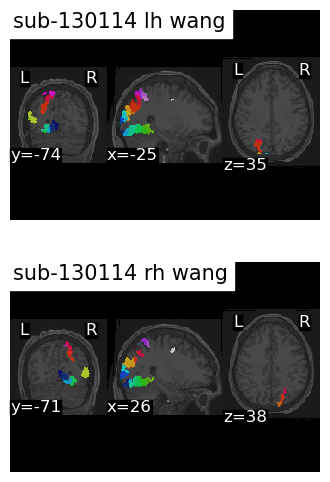 sub-130114 lh wang
L R L R
y=-74 x=-25 z=35
sub-130114 rh wang
L R L R
y=-71 x=26 z=38